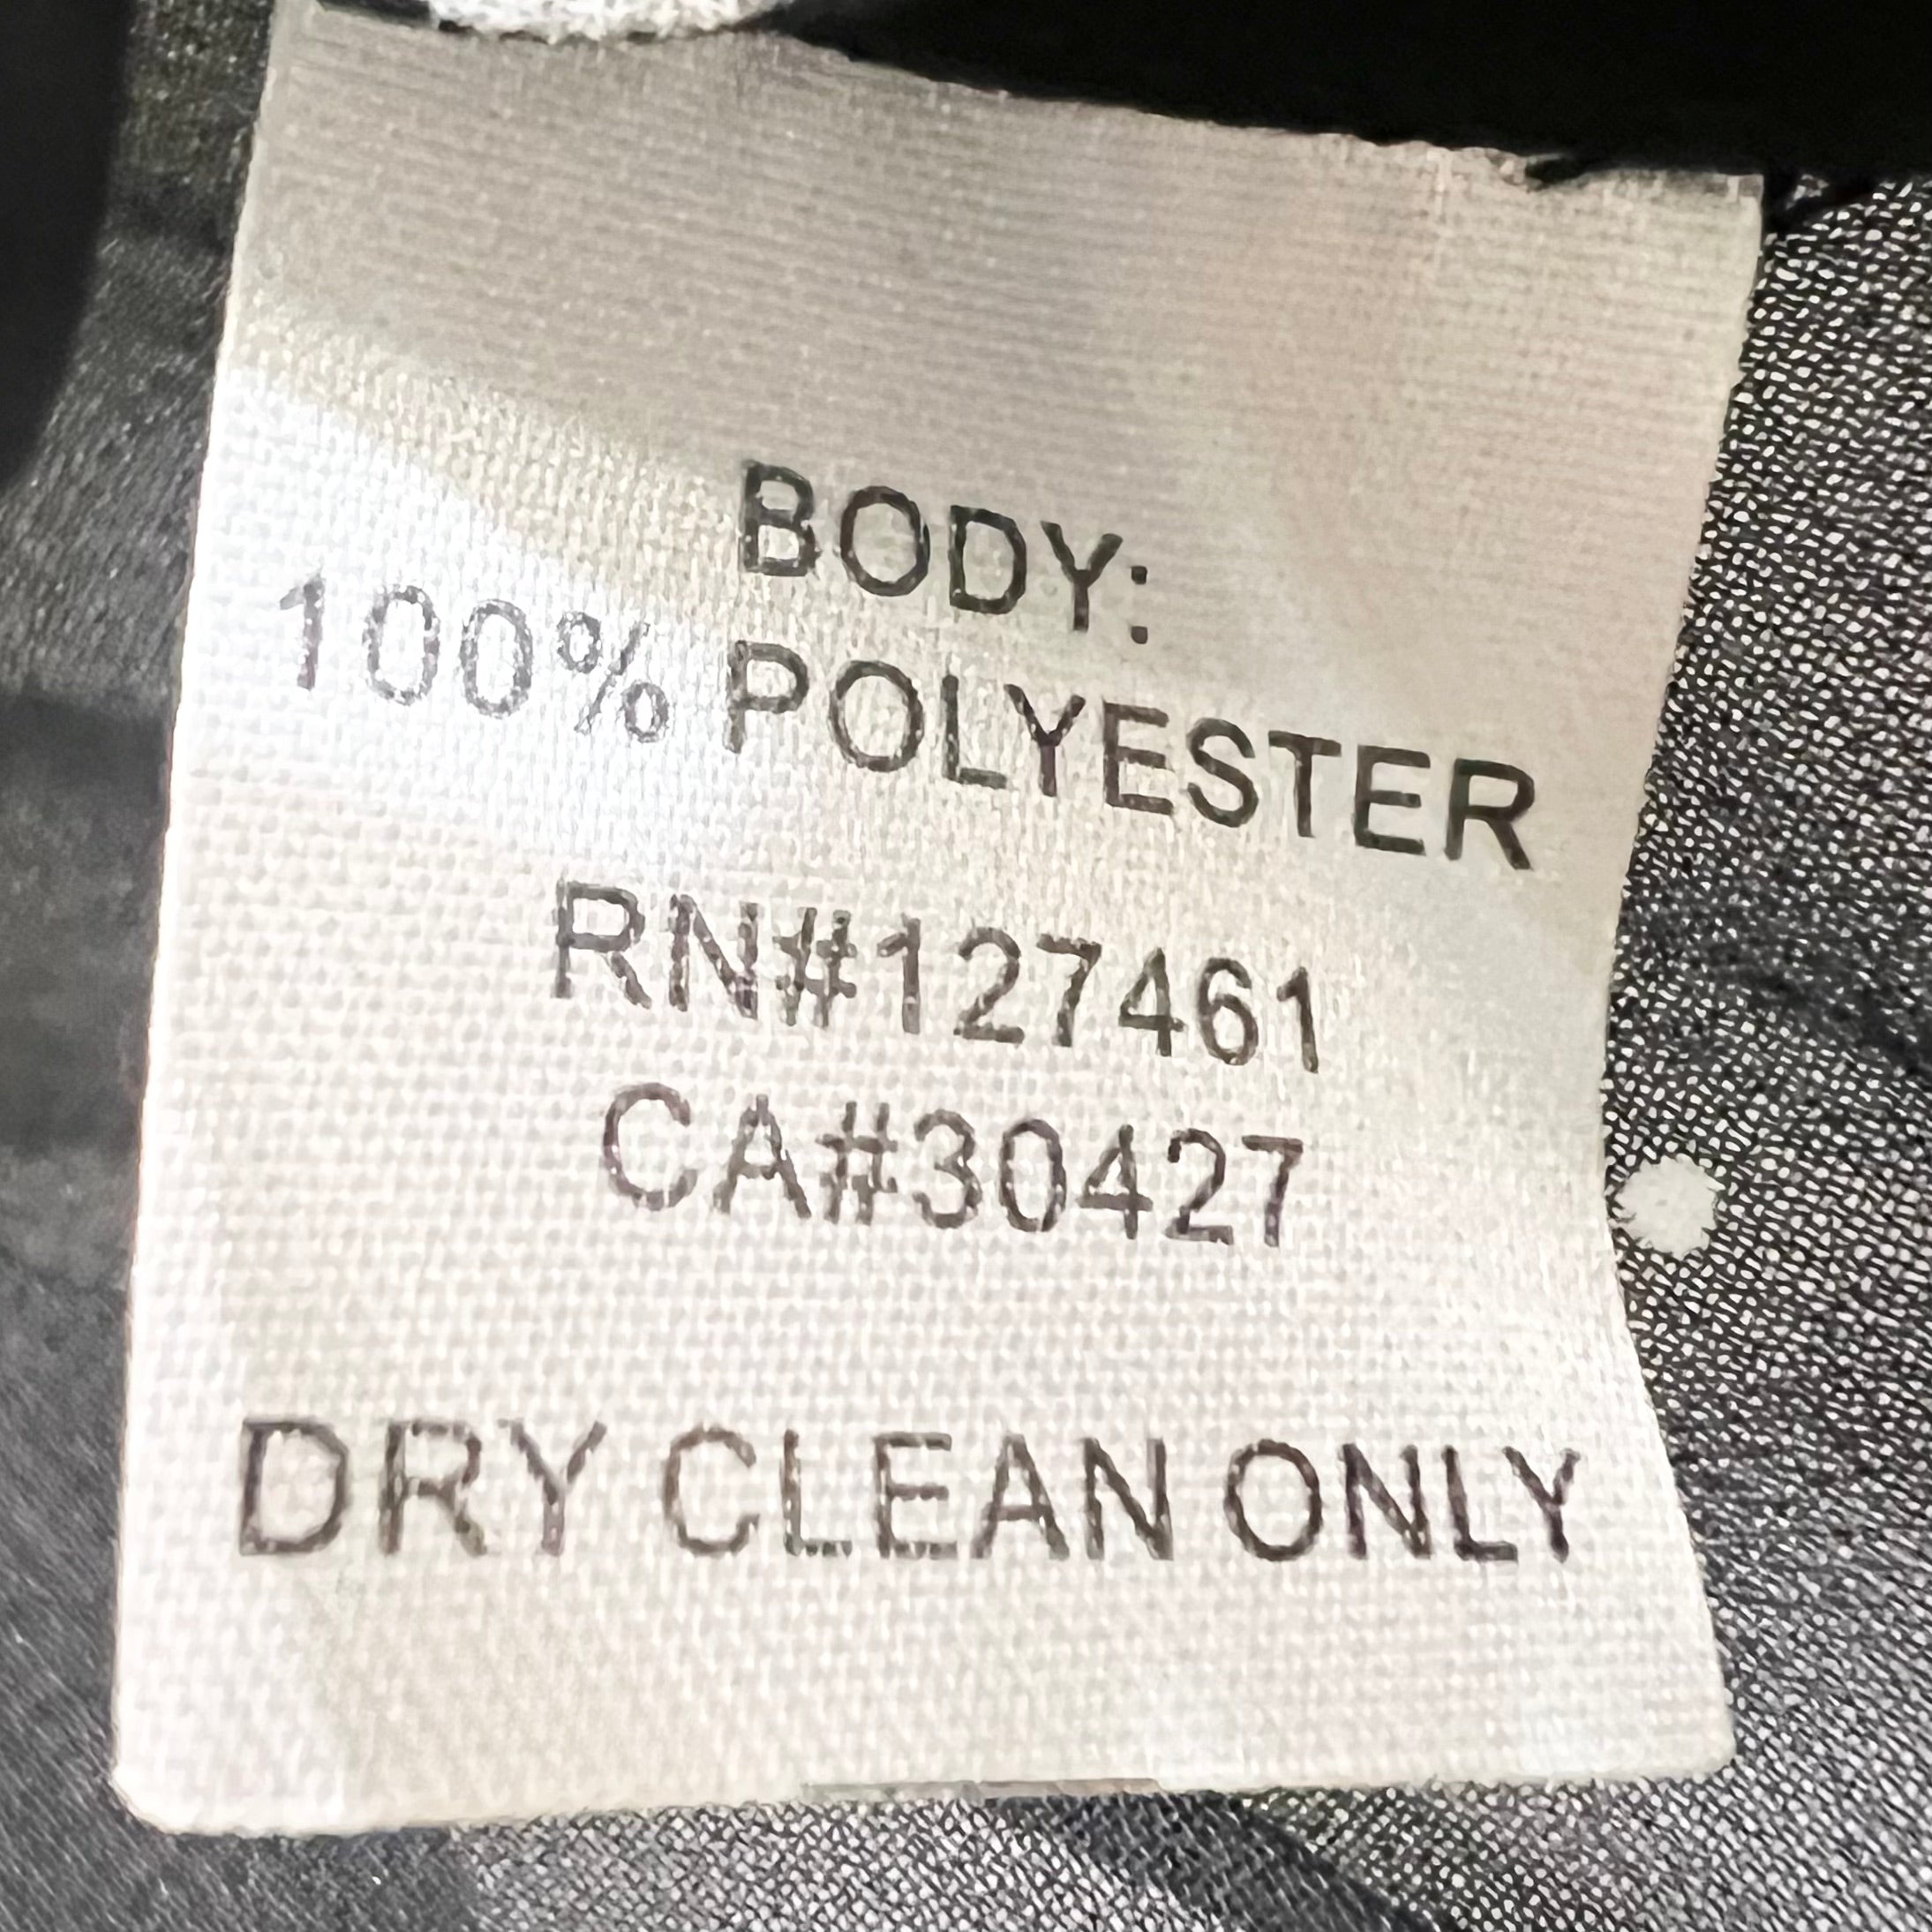 BODY:
100% POLYESTER
RN#127461
CA#30427
DRY CLEAN ONLY